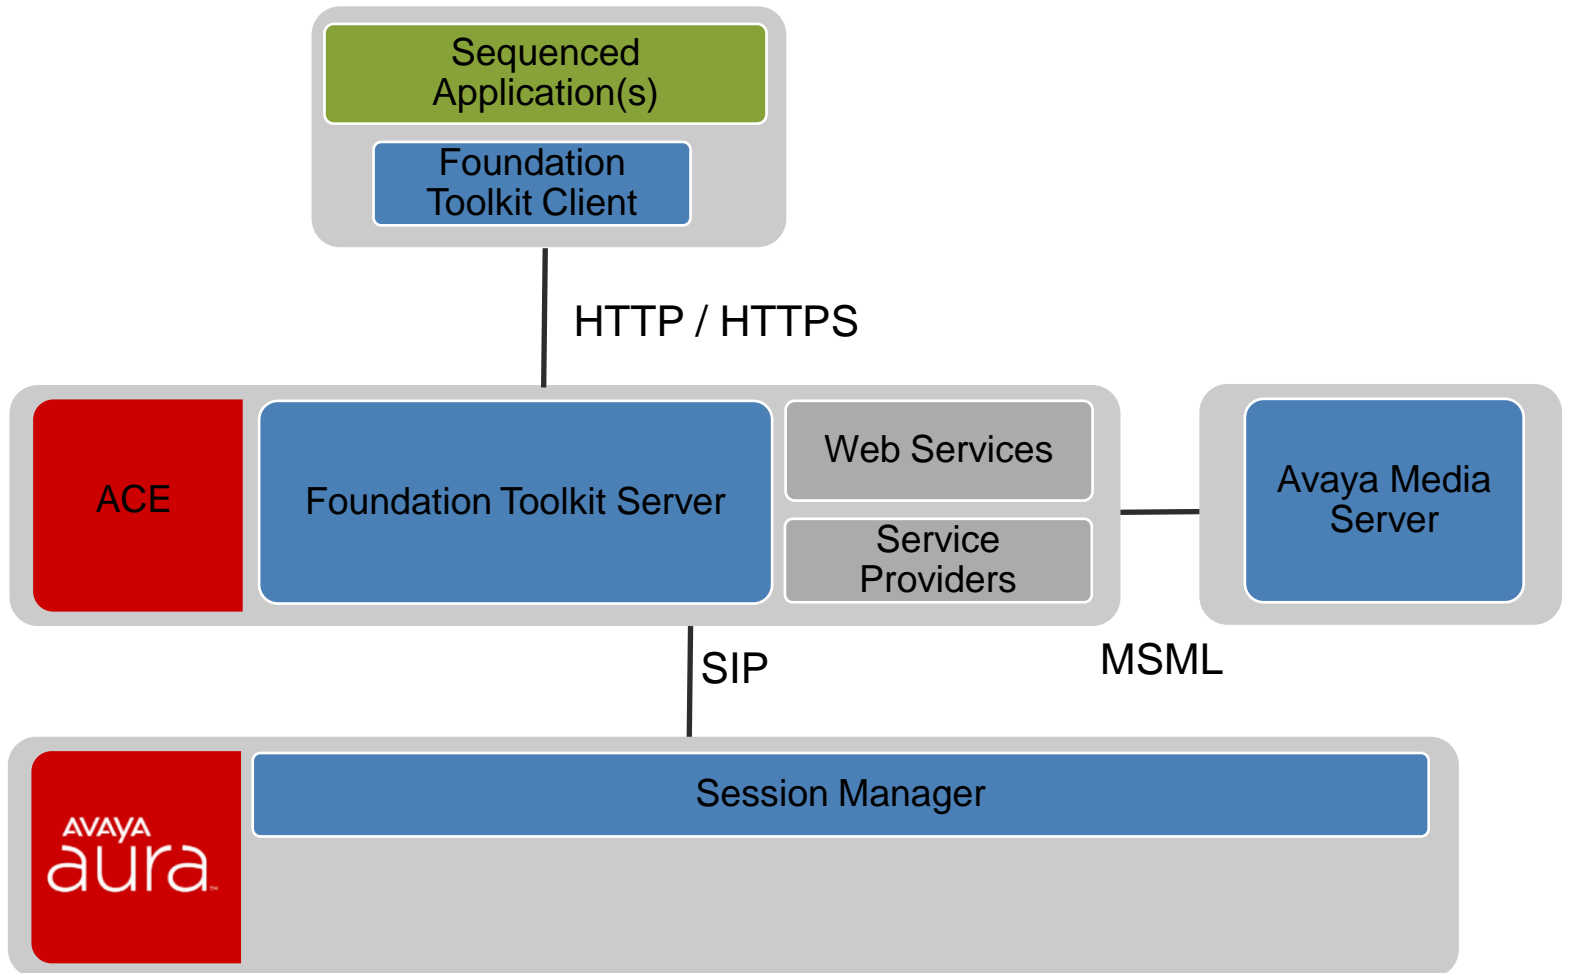 Sequenced
Application(s)
Foundation
Toolkit Client
HTTP / HTTPS
ACE
Foundation Toolkit Server
Web Services
Service
Providers
Avaya Media
Server
SIP
MSML
Session Manager
AVAYA
aura™